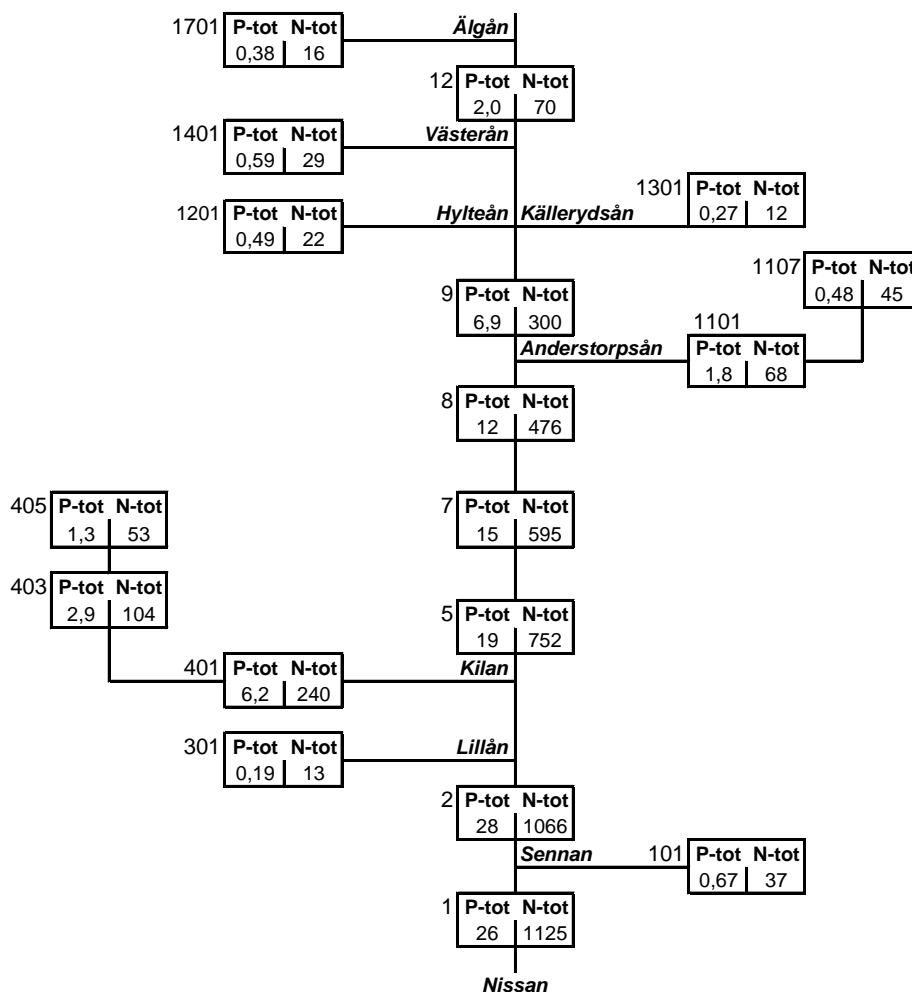 1701 P-tot N-tot Älgån
0,38 16
12 P-tot N-tot
2,0 70
1401 P-tot N-tot Västerån
0,59 29
1301 P-tot N-tot
0,27 12
1201 P-tot N-tot Hylteån Källerydsån
0,49 22
1107 P-tot N-tot
0,48 45
9 P-tot N-tot
6,9 300
1101
Anderstorpsån P-tot N-tot
1,8 68
8 P-tot N-tot
12 476
405 P-tot N-tot
1,3 53
7 P-tot N-tot
15 595
403 P-tot N-tot
2,9 104
5 P-tot N-tot
19 752
401 P-tot N-tot Kilan
6,2 240
301 P-tot N-tot Lillån
0,19 13
2 P-tot N-tot
28 1066
Sennan 101 P-tot N-tot
0,67 37
1 P-tot N-tot
26 1125
Nissan